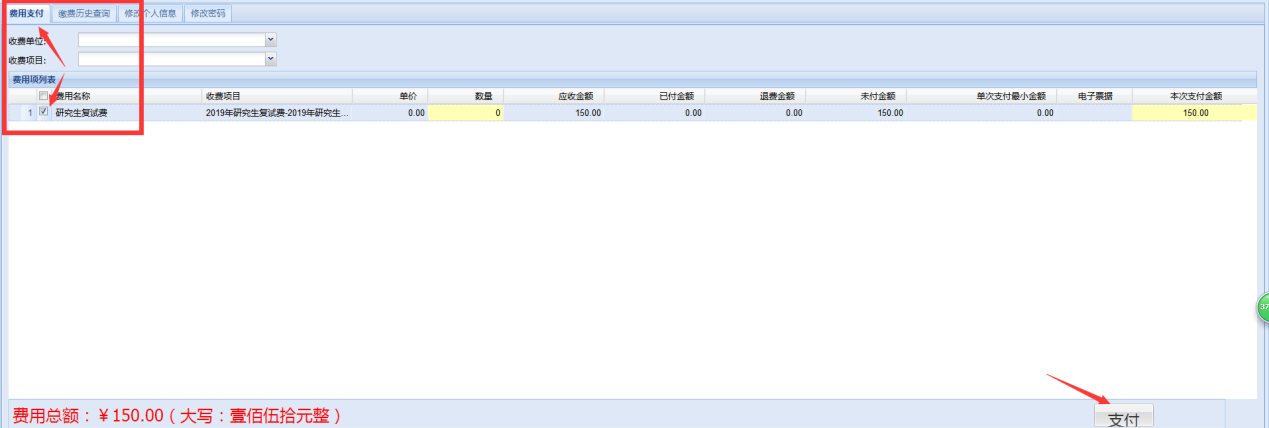 费用支付 缴费历史查询 修改个人信息 修改密码
收费单位:
收费项目:
费用项列表
费用名称 收费项目 单价 数量 应收金额 已付金额 退费金额 未付金额 单次支付最小金额 电子票据 本次支付金额
1 研究生复试费 2019年研究生复试费-2019年研究生... 0.00 0 150.00 0.00 0.00 150.00 0.00 150.00
37
费用总额：￥150.00（大写：壹佰伍拾元整） 支付